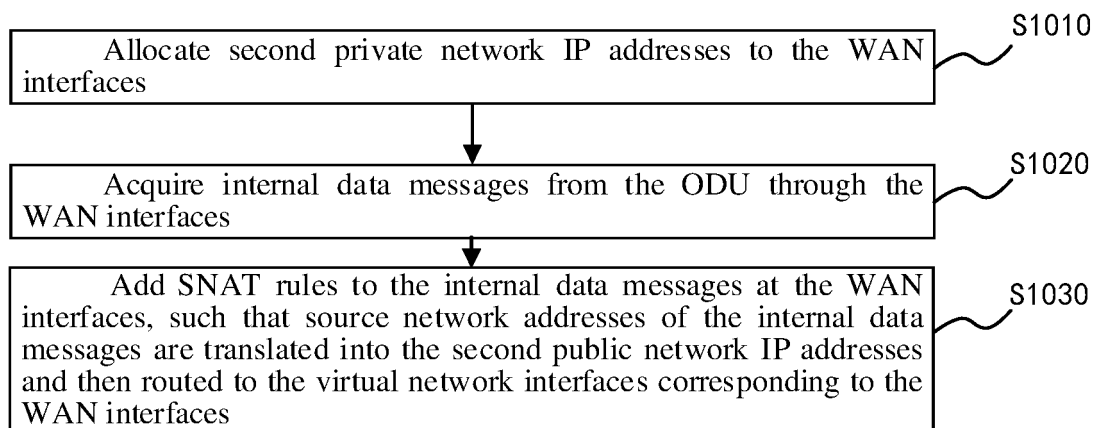 S1010
Allocate second private network IP addresses to the WAN
interfaces
S1020
Acquire internal data messages from the ODU through the
WAN interfaces
S1030
Add SNAT rules to the internal data messages at the WAN
interfaces, such that source network addresses of the internal data
messages are translated into the second public network IP addresses
and then routed to the virtual network interfaces corresponding to the
WAN interfaces